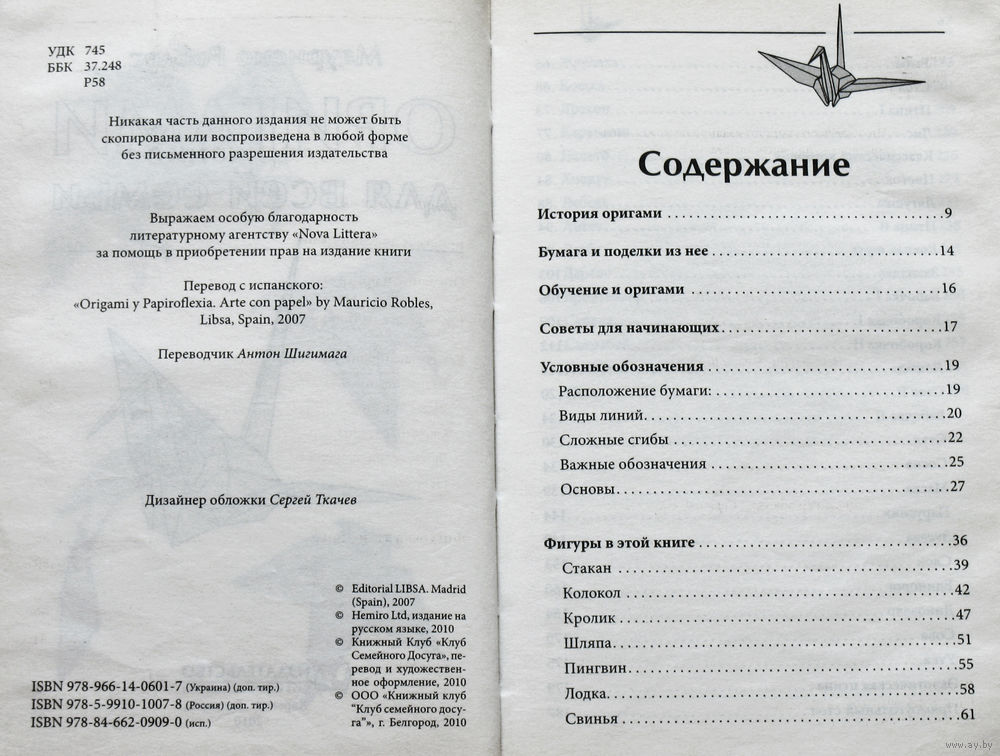 УДК 745
ББК 37.248
Р58
Никакая часть данного издания не может быть
скопирована или воспроизведена в любой форме
без письменного разрешения издательства
Выражаем особую благодарность
литературному агентству «Nova Littera»
за помощь в приобретении прав на издание книги
Перевод с испанского:
«Origami y Papiroflexia. Arte con papel» by Mauricio Robles,
Libsa, Spain, 2007
Переводчик Антон Шигимага
Дизайнер обложки Сергей Ткачев
© Editorial LIBSA. Madrid
(Spain), 2007
© Hemiro Ltd, издание на
русском языке, 2010
© Книжный Клуб «Клуб
Семейного Досуга», пе-
ревод и художествен-
ное оформление, 2010
© ООО «Книжный клуб
"Клуб семейного досу-
га"», г. Белгород, 2010
ISBN 978-966-14-0601-7 (Украина) (доп. тир.)
ISBN 978-5-9910-1007-8 (Россия) (доп. тир.)
ISBN 978-84-662-0909-0 (исп.)
Содержание
История оригами 9
Бумага и поделки из нее 14
Обучение и оригами 16
Советы для начинающих 17
Условные обозначения 19
Расположение бумаги: 19
Виды линий 20
Сложные сгибы 22
Важные обозначения 25
Основы 27
Фигуры в этой книге 36
Стакан 39
Колокол 42
Кролик 47
Шляпа 51
Пингвин 55
Лодка 58
Свинья 61
www.ay.by